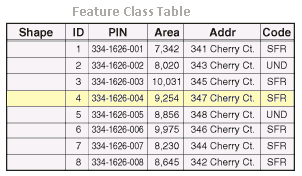 Feature Class Table
Shape ID PIN Area Addr Code
1 334-1626-001 7,342 341 Cherry Ct. SFR
2 334-1626-002 8,020 343 Cherry Ct. UND
3 334-1626-003 10,031 345 Cherry Ct. SFR
4 334-1626-004 9,254 347 Cherry Ct. SFR
5 334-1626-005 8,856 348 Cherry Ct. UND
6 334-1626-006 9,975 346 Cherry Ct. SFR
7 334-1626-007 8,230 344 Cherry Ct. SFR
8 334-1626-008 8,645 342 Cherry Ct. SFR